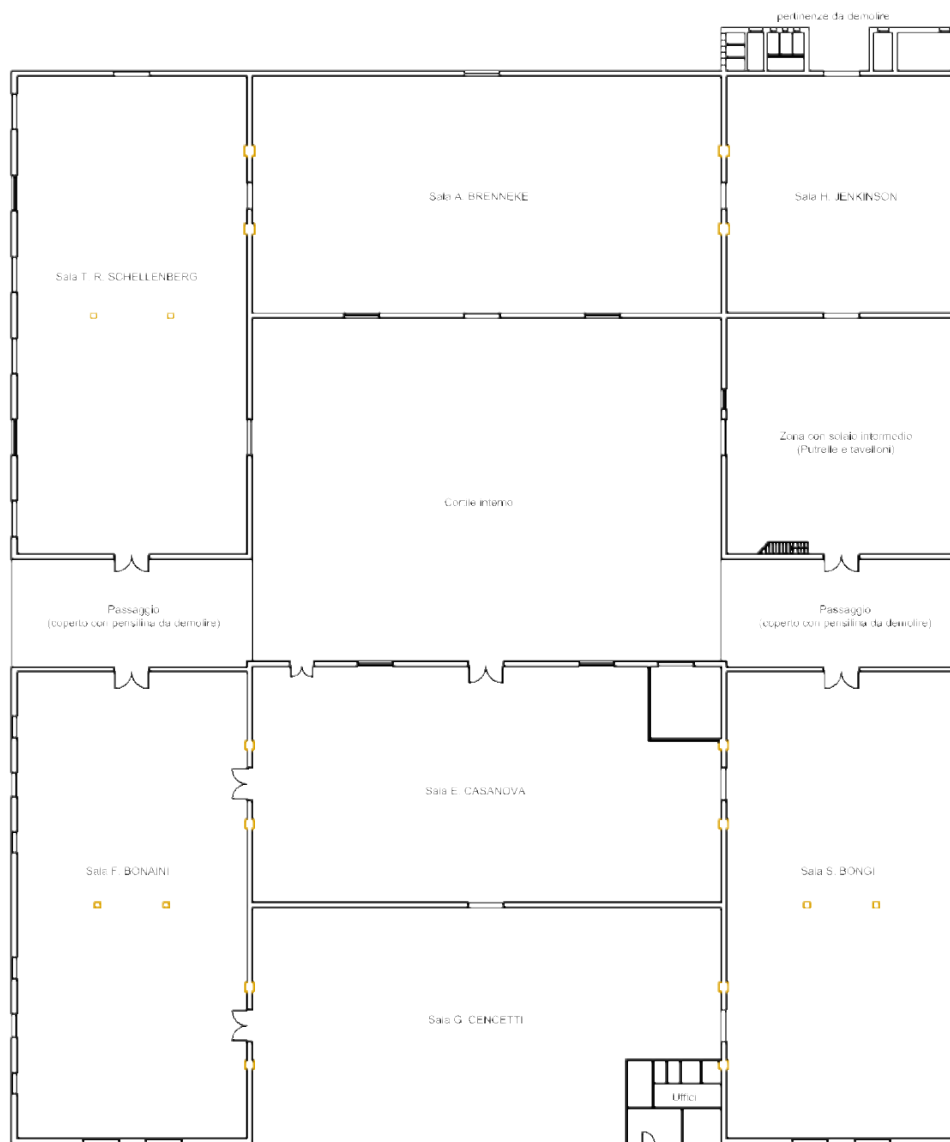 pertinenze da demolire
Sala A. BRENNEKE
Sala H. JENKINSON
Sala T. R. SCHELLENBERG
Zona con solaio intermedio
(Putrelle e tavelloni)
Cortile interno
Passaggio
(coperto con pensilina da demolire)
Passaggio
(coperto con pensilina da demolire)
Sala E. CASANOVA
Sala F. BONAINI
Sala S. BONGI
Sala G. CENCETTI
Uffici